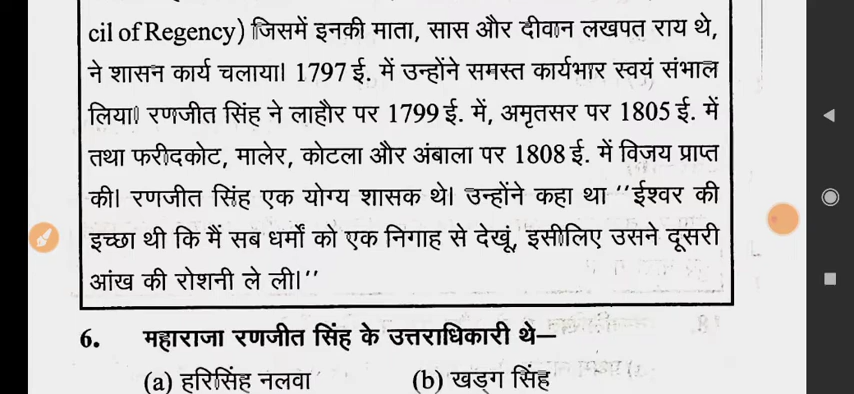 cil of Regency) जिसमें इनकी माता, सास और दीवान लखपत राय थे,
ने शासन कार्य चलाया। 1797 ई. में उन्होंने समस्त कार्यभार स्वयं संभाल
लिया। रणजीत सिंह ने लाहौर पर 1799 ई. में, अमृतसर पर 1805 ई. में
तथा फरीदकोट, मालेर, कोटला और अंबाला पर 1808 ई. में विजय प्राप्त
की। रणजीत सिंह एक योग्य शासक थे। उन्होंने कहा था ''ईश्वर की
इच्छा थी कि मैं सब धर्मों को एक निगाह से देखूं, इसीलिए उसने दूसरी
आंख की रोशनी ले ली।''
6. महाराजा रणजीत सिंह के उत्तराधिकारी थे—
(a) हरिसिंह नलवा (b) खड्ग सिंह